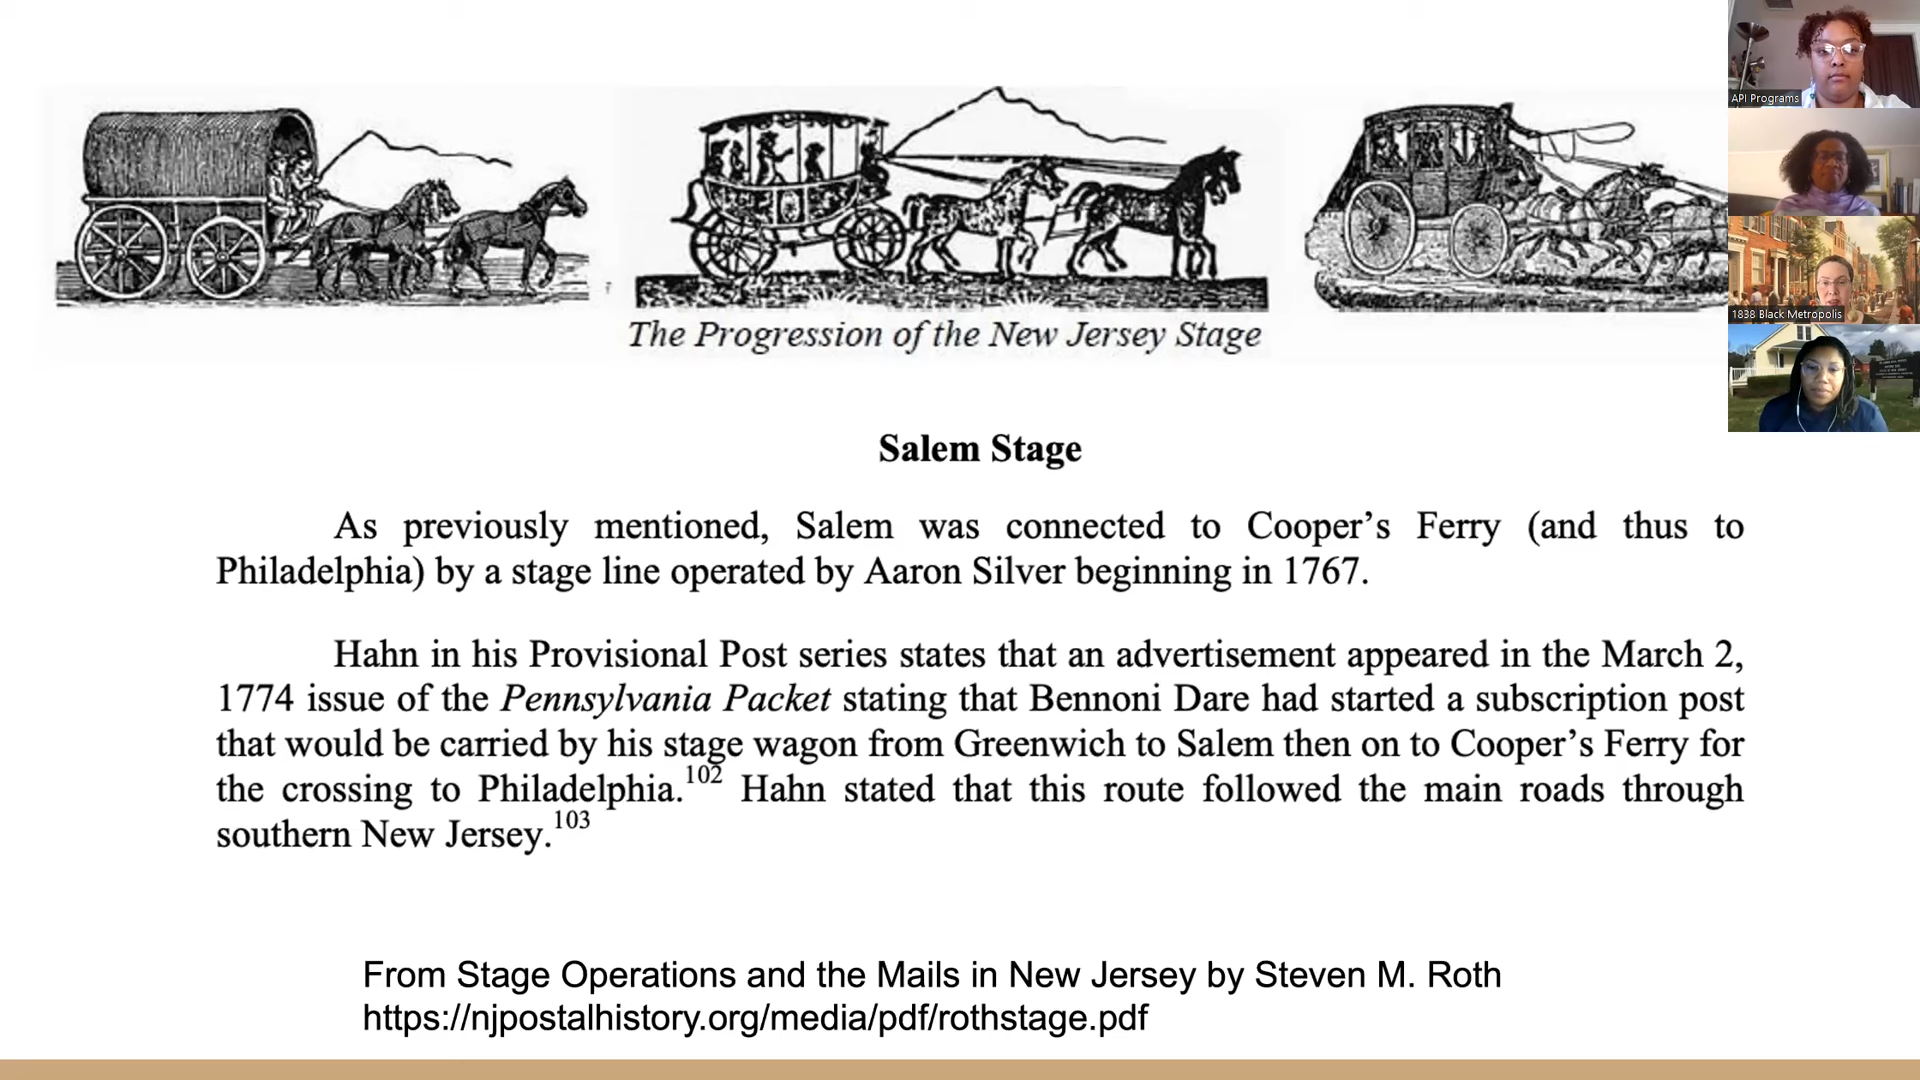 API Programs
1838 Black Metropolis
The Progression of the New Jersey Stage
Salem Stage
As previously mentioned, Salem was connected to Cooper's Ferry (and thus to
Philadelphia) by a stage line operated by Aaron Silver beginning in 1767.
Hahn in his Provisional Post series states that an advertisement appeared in the March 2,
1774 issue of the Pennsylvania Packet stating that Bennoni Dare had started a subscription post
that would be carried by his stage wagon from Greenwich to Salem then on to Cooper's Ferry for
the crossing to Philadelphia.102 Hahn stated that this route followed the main roads through
southern New Jersey.103
From Stage Operations and the Mails in New Jersey by Steven M. Roth
https://njpostalhistory.org/media/pdf/rothstage.pdf